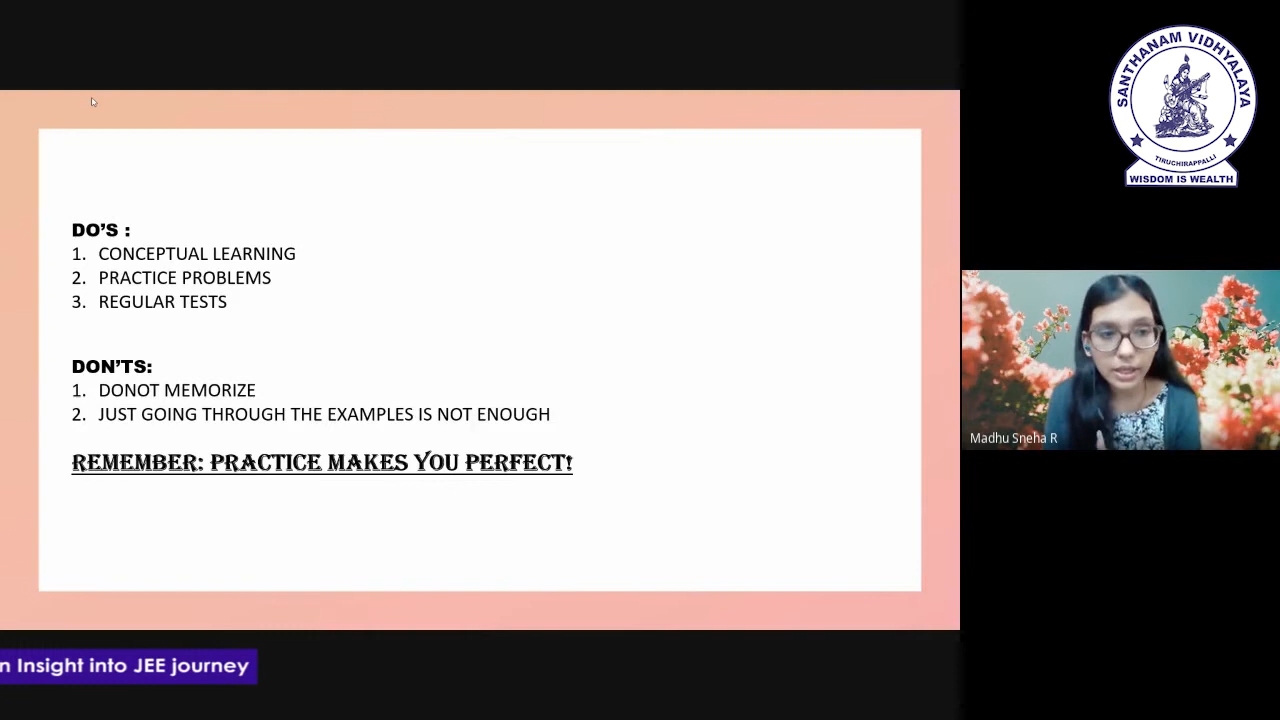 DO'S :
1. CONCEPTUAL LEARNING
2. PRACTICE PROBLEMS
3. REGULAR TESTS
DON'TS:
1. DONOT MEMORIZE
2. JUST GOING THROUGH THE EXAMPLES IS NOT ENOUGH
REMEMBER: PRACTICE MAKES YOU PERFECT!
SANTHANAM VIDHYALAYA
TIRUCHIRAPPALLI
WISDOM IS WEALTH
Madhu Sneha R
n Insight into JEE journey